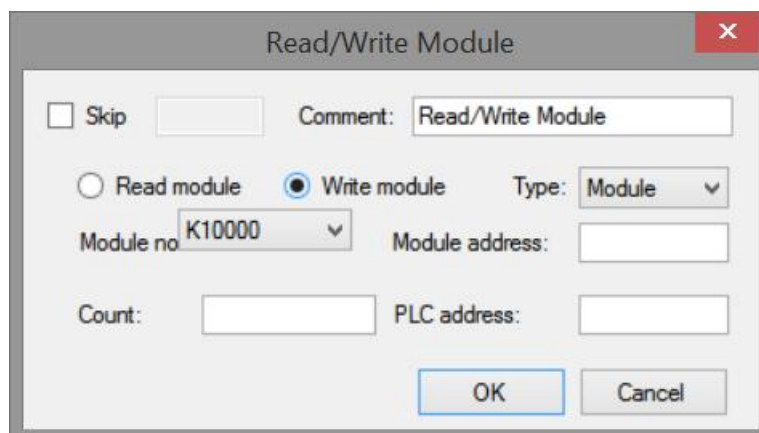 Read/Write Module
Skip Comment: Read/Write Module
Read module Write module Type: Module
Module no K10000 Module address:
Count: PLC address:
OK Cancel